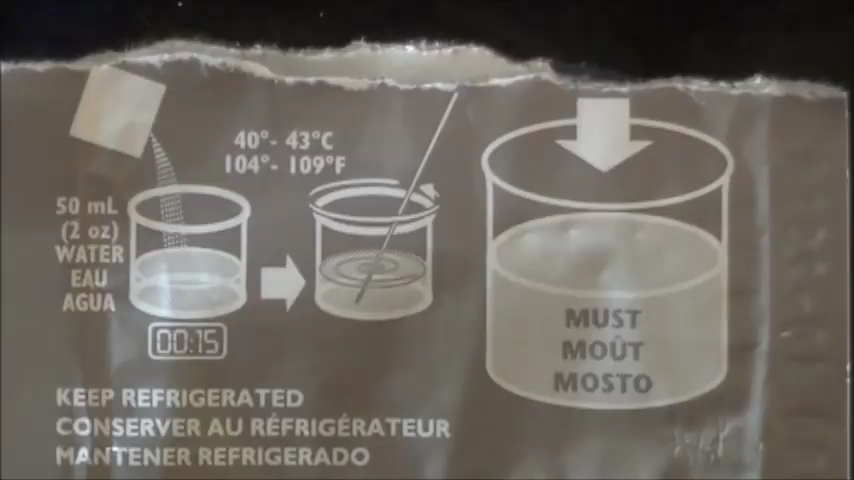 40°- 43°C
104°- 109°F
50 mL
(2 oz)
WATER
EAU
AGUA
00:15
MUST
MOÛT
MOSTO
KEEP REFRIGERATED
CONSERVER AU RÉFRIGÉRATEUR
MANTENER REFRIGERADO